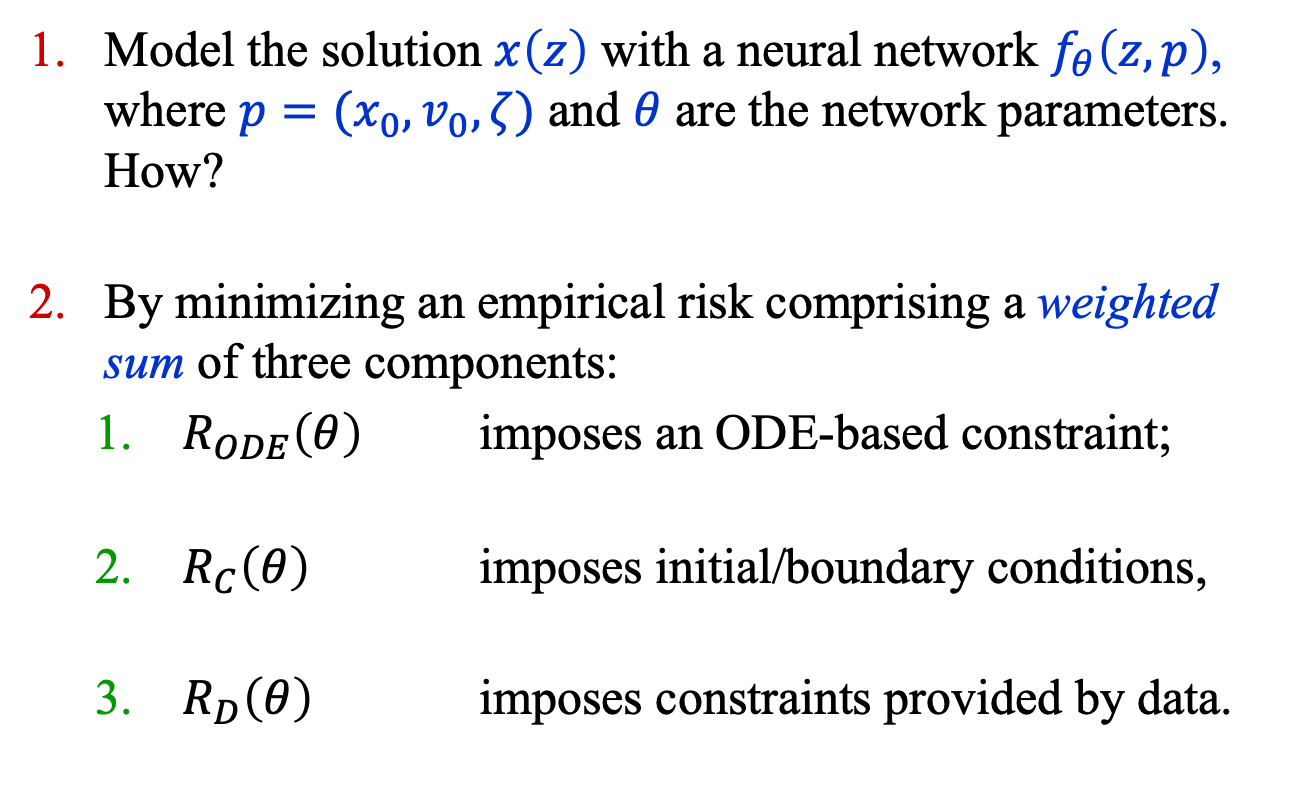 1. Model the solution x(z) with a neural network f_θ(z, p),
where p = (x₀, v₀, ζ) and θ are the network parameters.
How?
2. By minimizing an empirical risk comprising a weighted
sum of three components:
1. R_ODE(θ) imposes an ODE-based constraint;
2. R_C(θ) imposes initial/boundary conditions,
3. R_D(θ) imposes constraints provided by data.